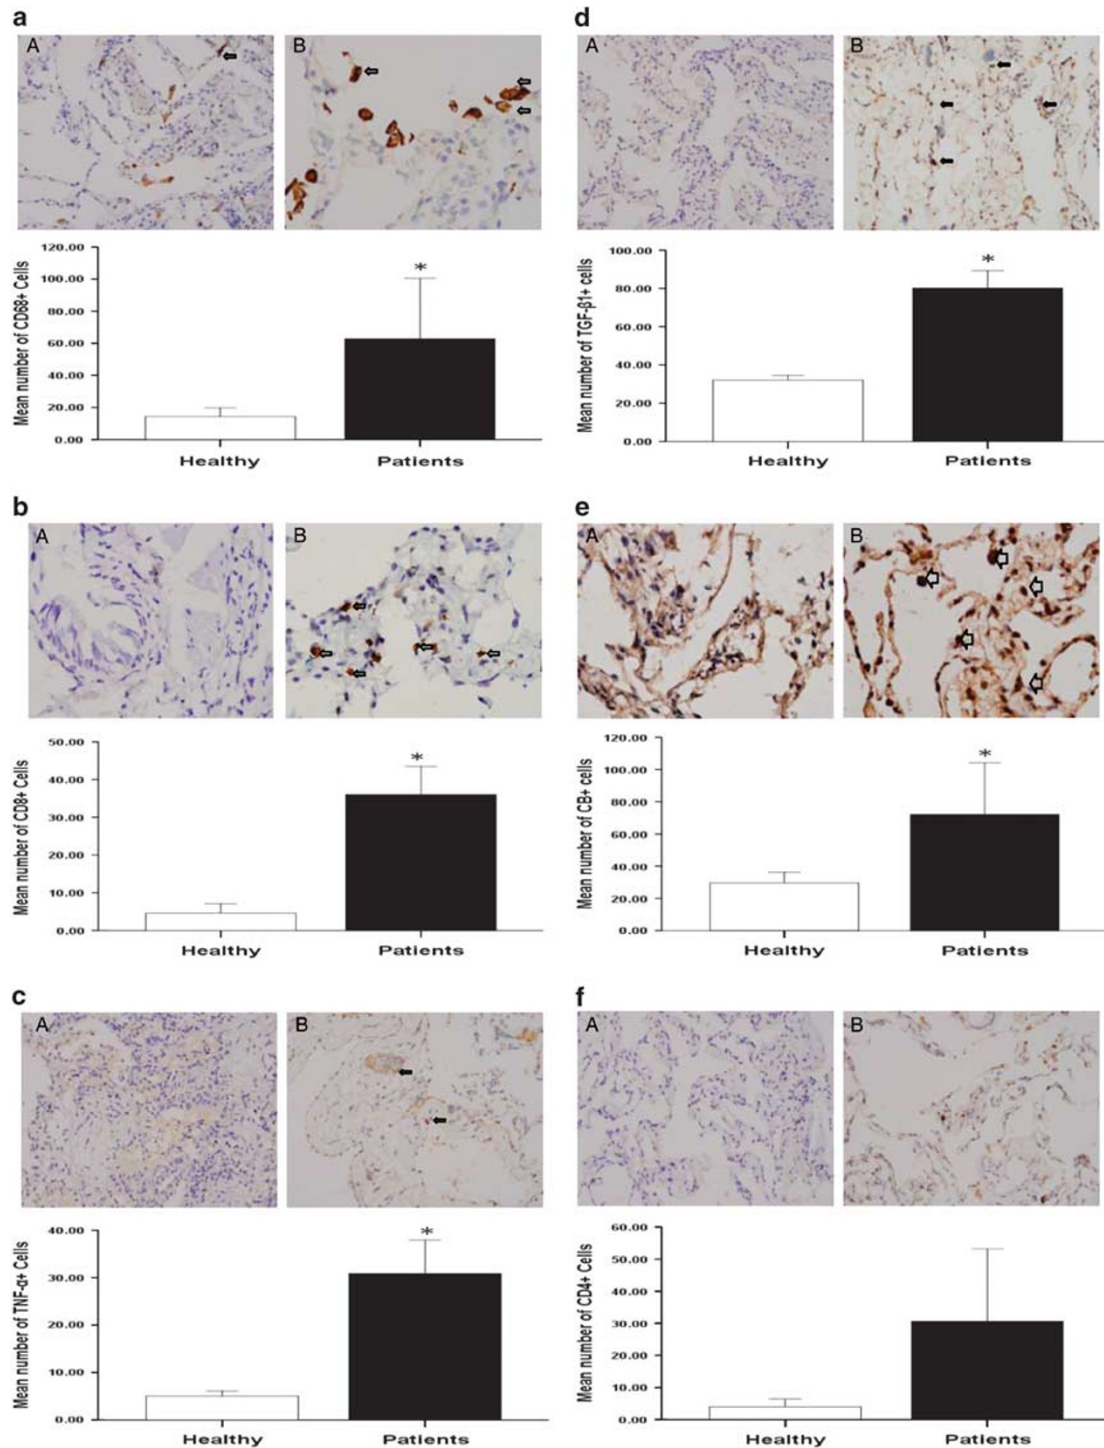 a
A
B
Mean number of CD68+ Cells
120.00
100.00
80.00
60.00
40.00
20.00
0.00
*
Healthy Patients
b
A
B
Mean number of CD8+ Cells
50.00
40.00
30.00
20.00
10.00
0.00
*
Healthy Patients
c
A
B
Mean number of TNF-α+ Cells
40.00
30.00
20.00
10.00
0.00
*
Healthy Patients
d
A
B
Mean number of TGF-β1+ cells
100.00
80.00
60.00
40.00
20.00
0.00
*
Healthy Patients
e
A
B
Mean number of CB+ cells
120.00
100.00
80.00
60.00
40.00
20.00
0.00
*
Healthy Patients
f
A
B
Mean number of CD4+ Cells
60.00
50.00
40.00
30.00
20.00
10.00
0.00
Healthy Patients